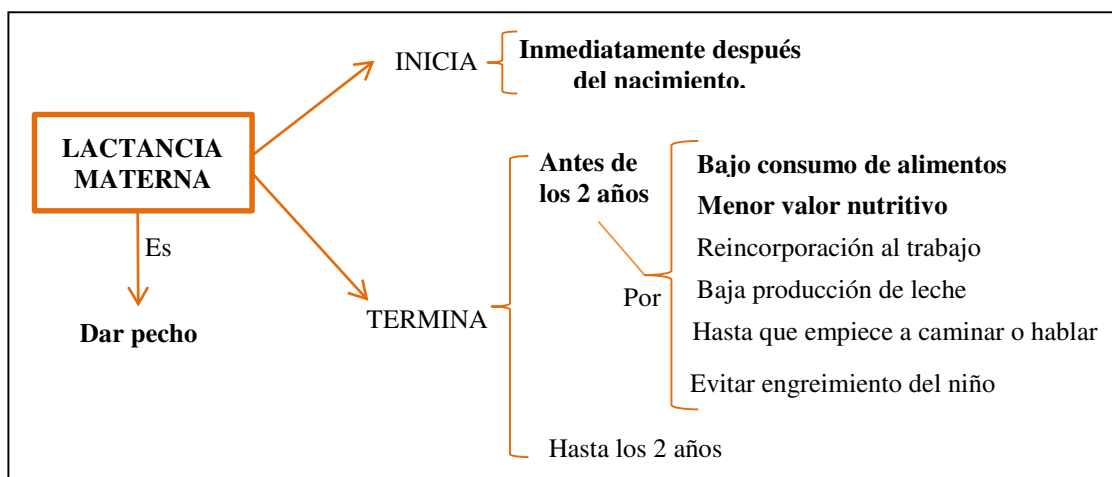 INICIA
Inmediatamente después
del nacimiento.
LACTANCIA
MATERNA
Es
Dar pecho
TERMINA
Antes de
los 2 años
Por
Bajo consumo de alimentos
Menor valor nutritivo
Reincorporación al trabajo
Baja producción de leche
Hasta que empiece a caminar o hablar
Evitar engreimiento del niño
Hasta los 2 años